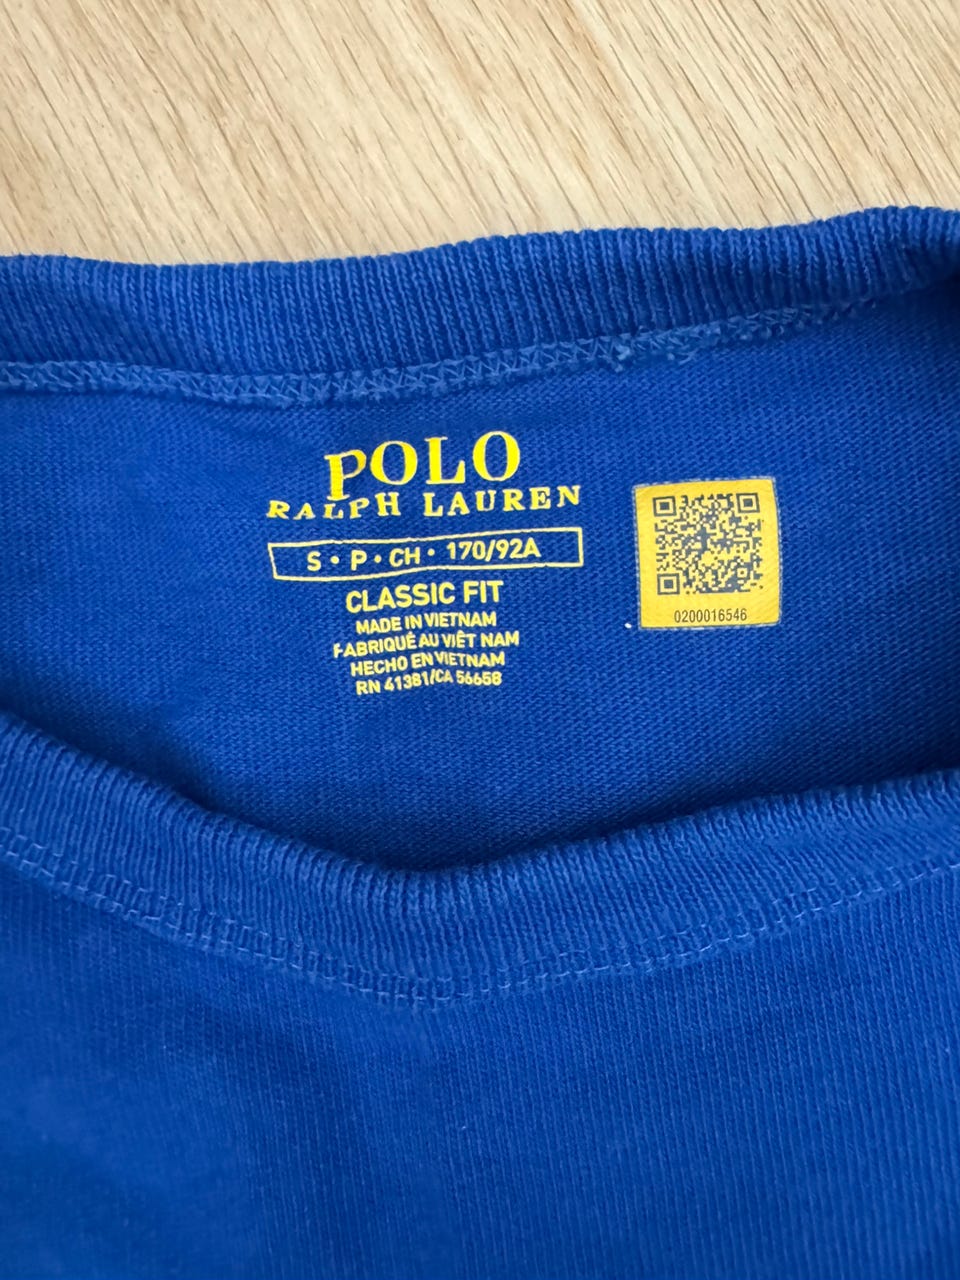 POLO
RALPH LAUREN
S • P • CH • 170/92A
CLASSIC FIT
MADE IN VIETNAM
FABRIQUÉ AU VIÊT NAM
HECHO EN VIETNAM
RN 41381/CA 56658
0200016546